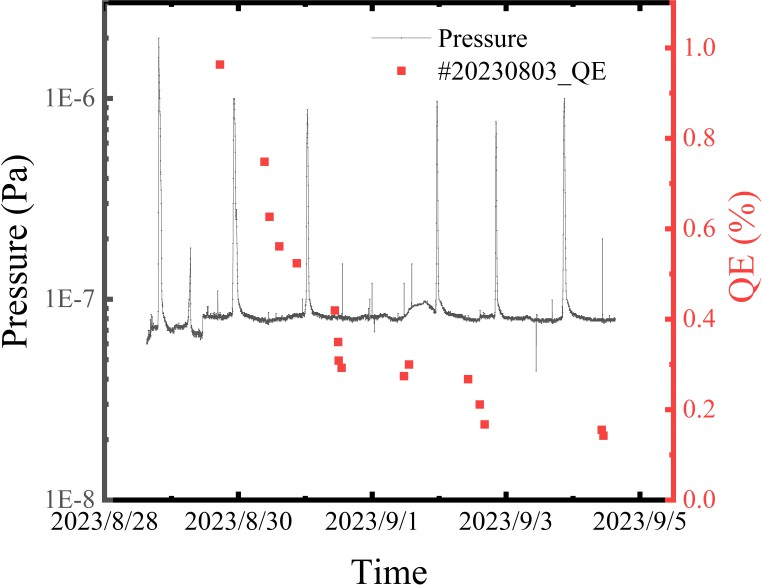 Pressure
#20230803_QE
Pressure (Pa)
1E-6
1E-7
1E-8
QE (%)
1.0
0.8
0.6
0.4
0.2
0.0
2023/8/28 2023/8/30 2023/9/1 2023/9/3 2023/9/5
Time